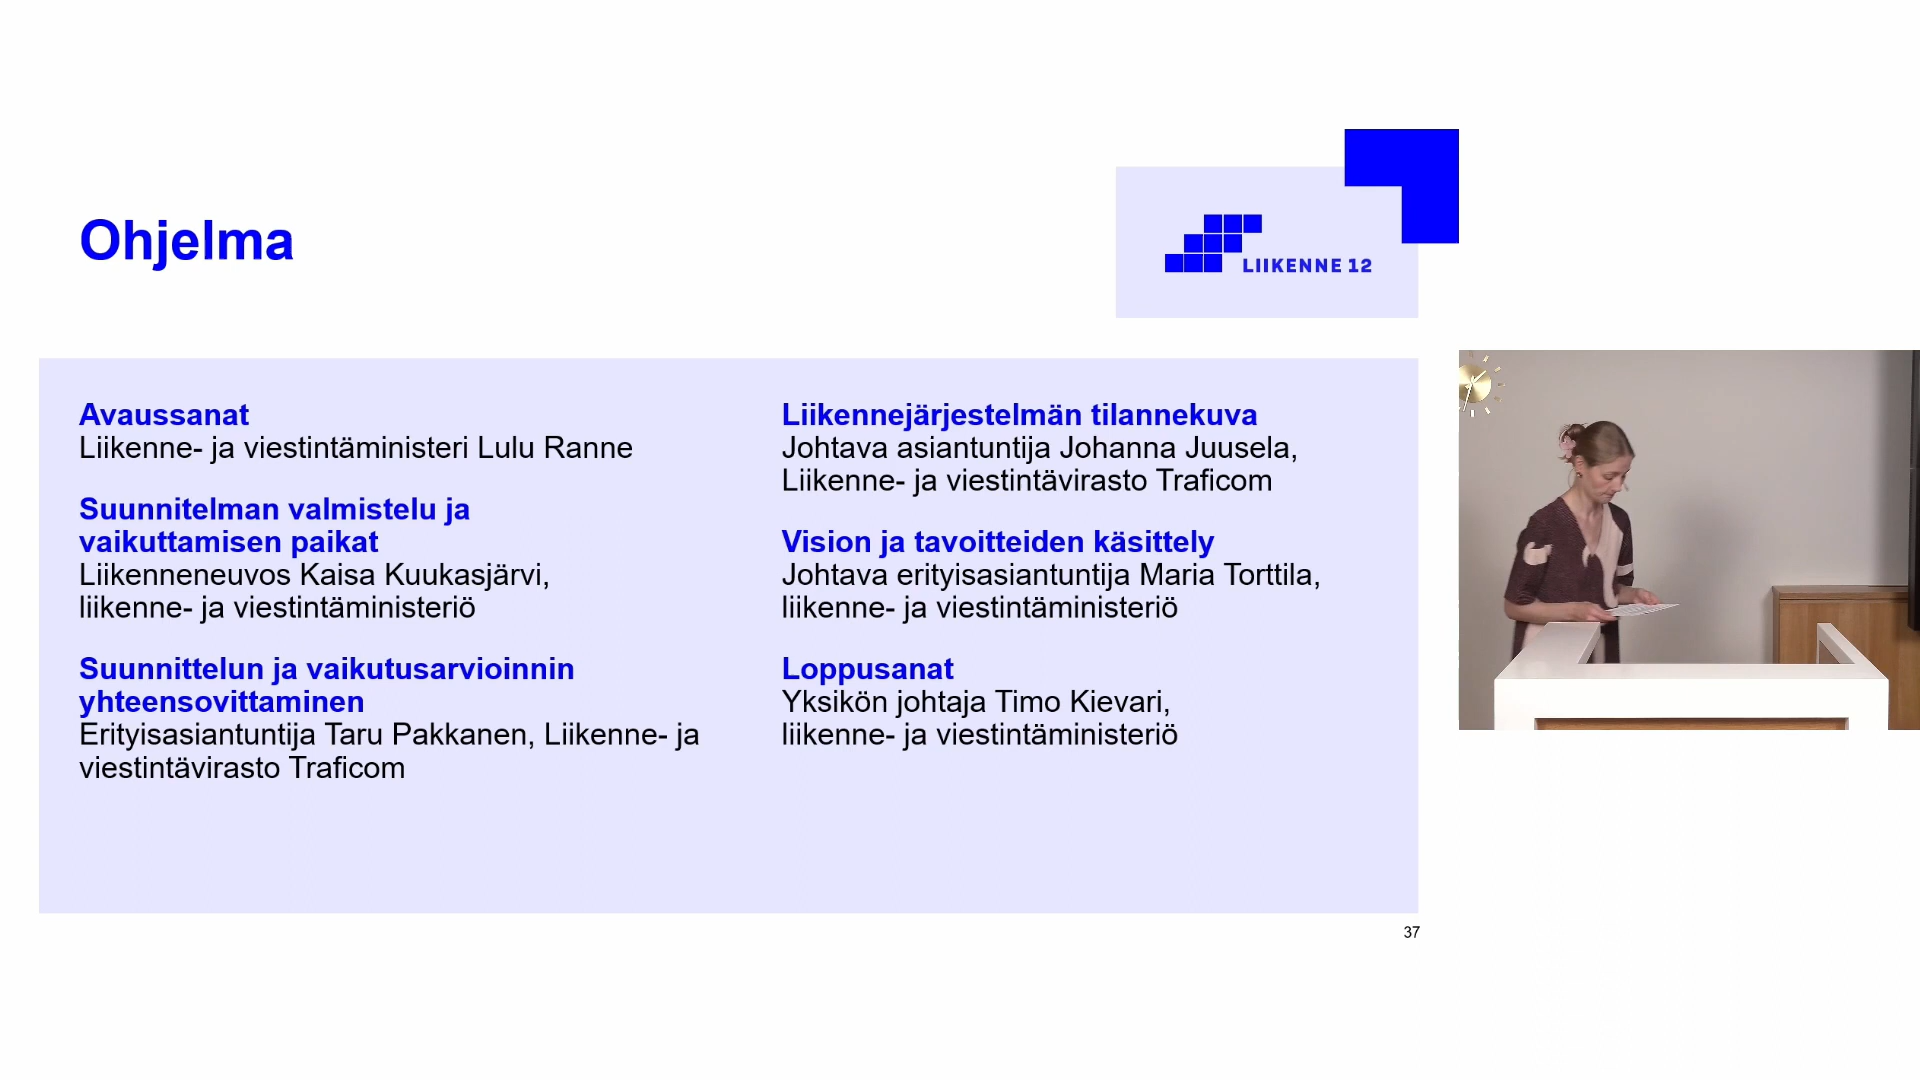 Ohjelma
LIIKENNE 12
Avaussanat
Liikenne- ja viestintäministeri Lulu Ranne
Suunnitelman valmistelu ja
vaikuttamisen paikat
Liikenneneuvos Kaisa Kuukasjärvi,
liikenne- ja viestintäministeriö
Suunnittelun ja vaikutusarvioinnin
yhteensovittaminen
Erityisasiantuntija Taru Pakkanen, Liikenne- ja
viestintävirasto Traficom
Liikennejärjestelmän tilannekuva
Johtava asiantuntija Johanna Juusela,
Liikenne- ja viestintävirasto Traficom
Vision ja tavoitteiden käsittely
Johtava erityisasiantuntija Maria Torttila,
liikenne- ja viestintäministeriö
Loppusanat
Yksikön johtaja Timo Kievari,
liikenne- ja viestintäministeriö
37